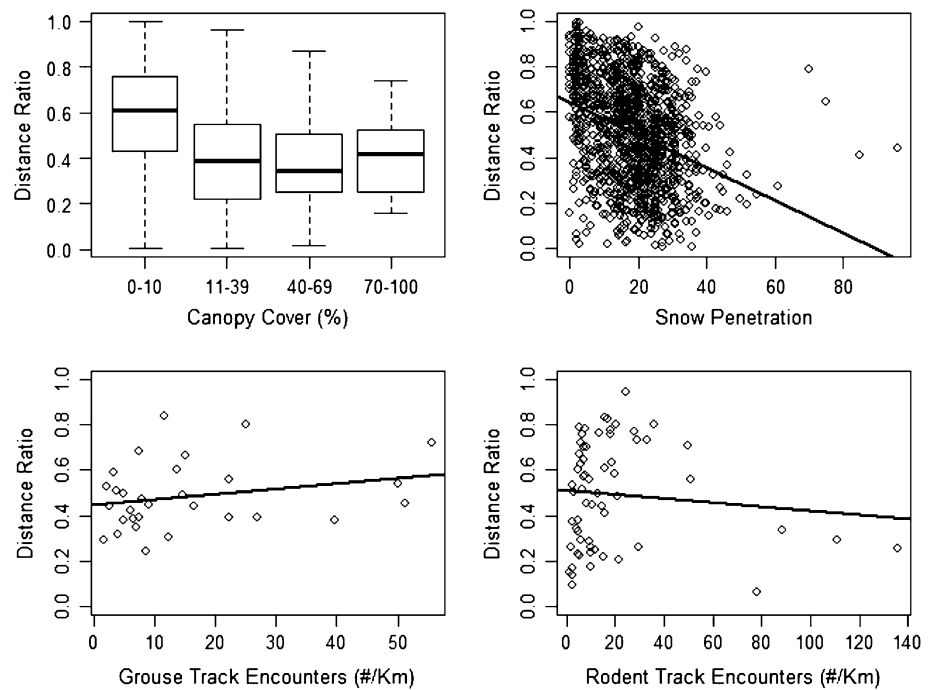 Distance Ratio
0.0 0.2 0.4 0.6 0.8 1.0
0-10 11-39 40-69 70-100
Canopy Cover (%)
Distance Ratio
0.0 0.2 0.4 0.6 0.8 1.0
0 20 40 60 80
Snow Penetration
Distance Ratio
0.0 0.2 0.4 0.6 0.8 1.0
0 10 20 30 40 50
Grouse Track Encounters (#/Km)
Distance Ratio
0.0 0.2 0.4 0.6 0.8 1.0
0 20 40 60 80 100 120 140
Rodent Track Encounters (#/Km)